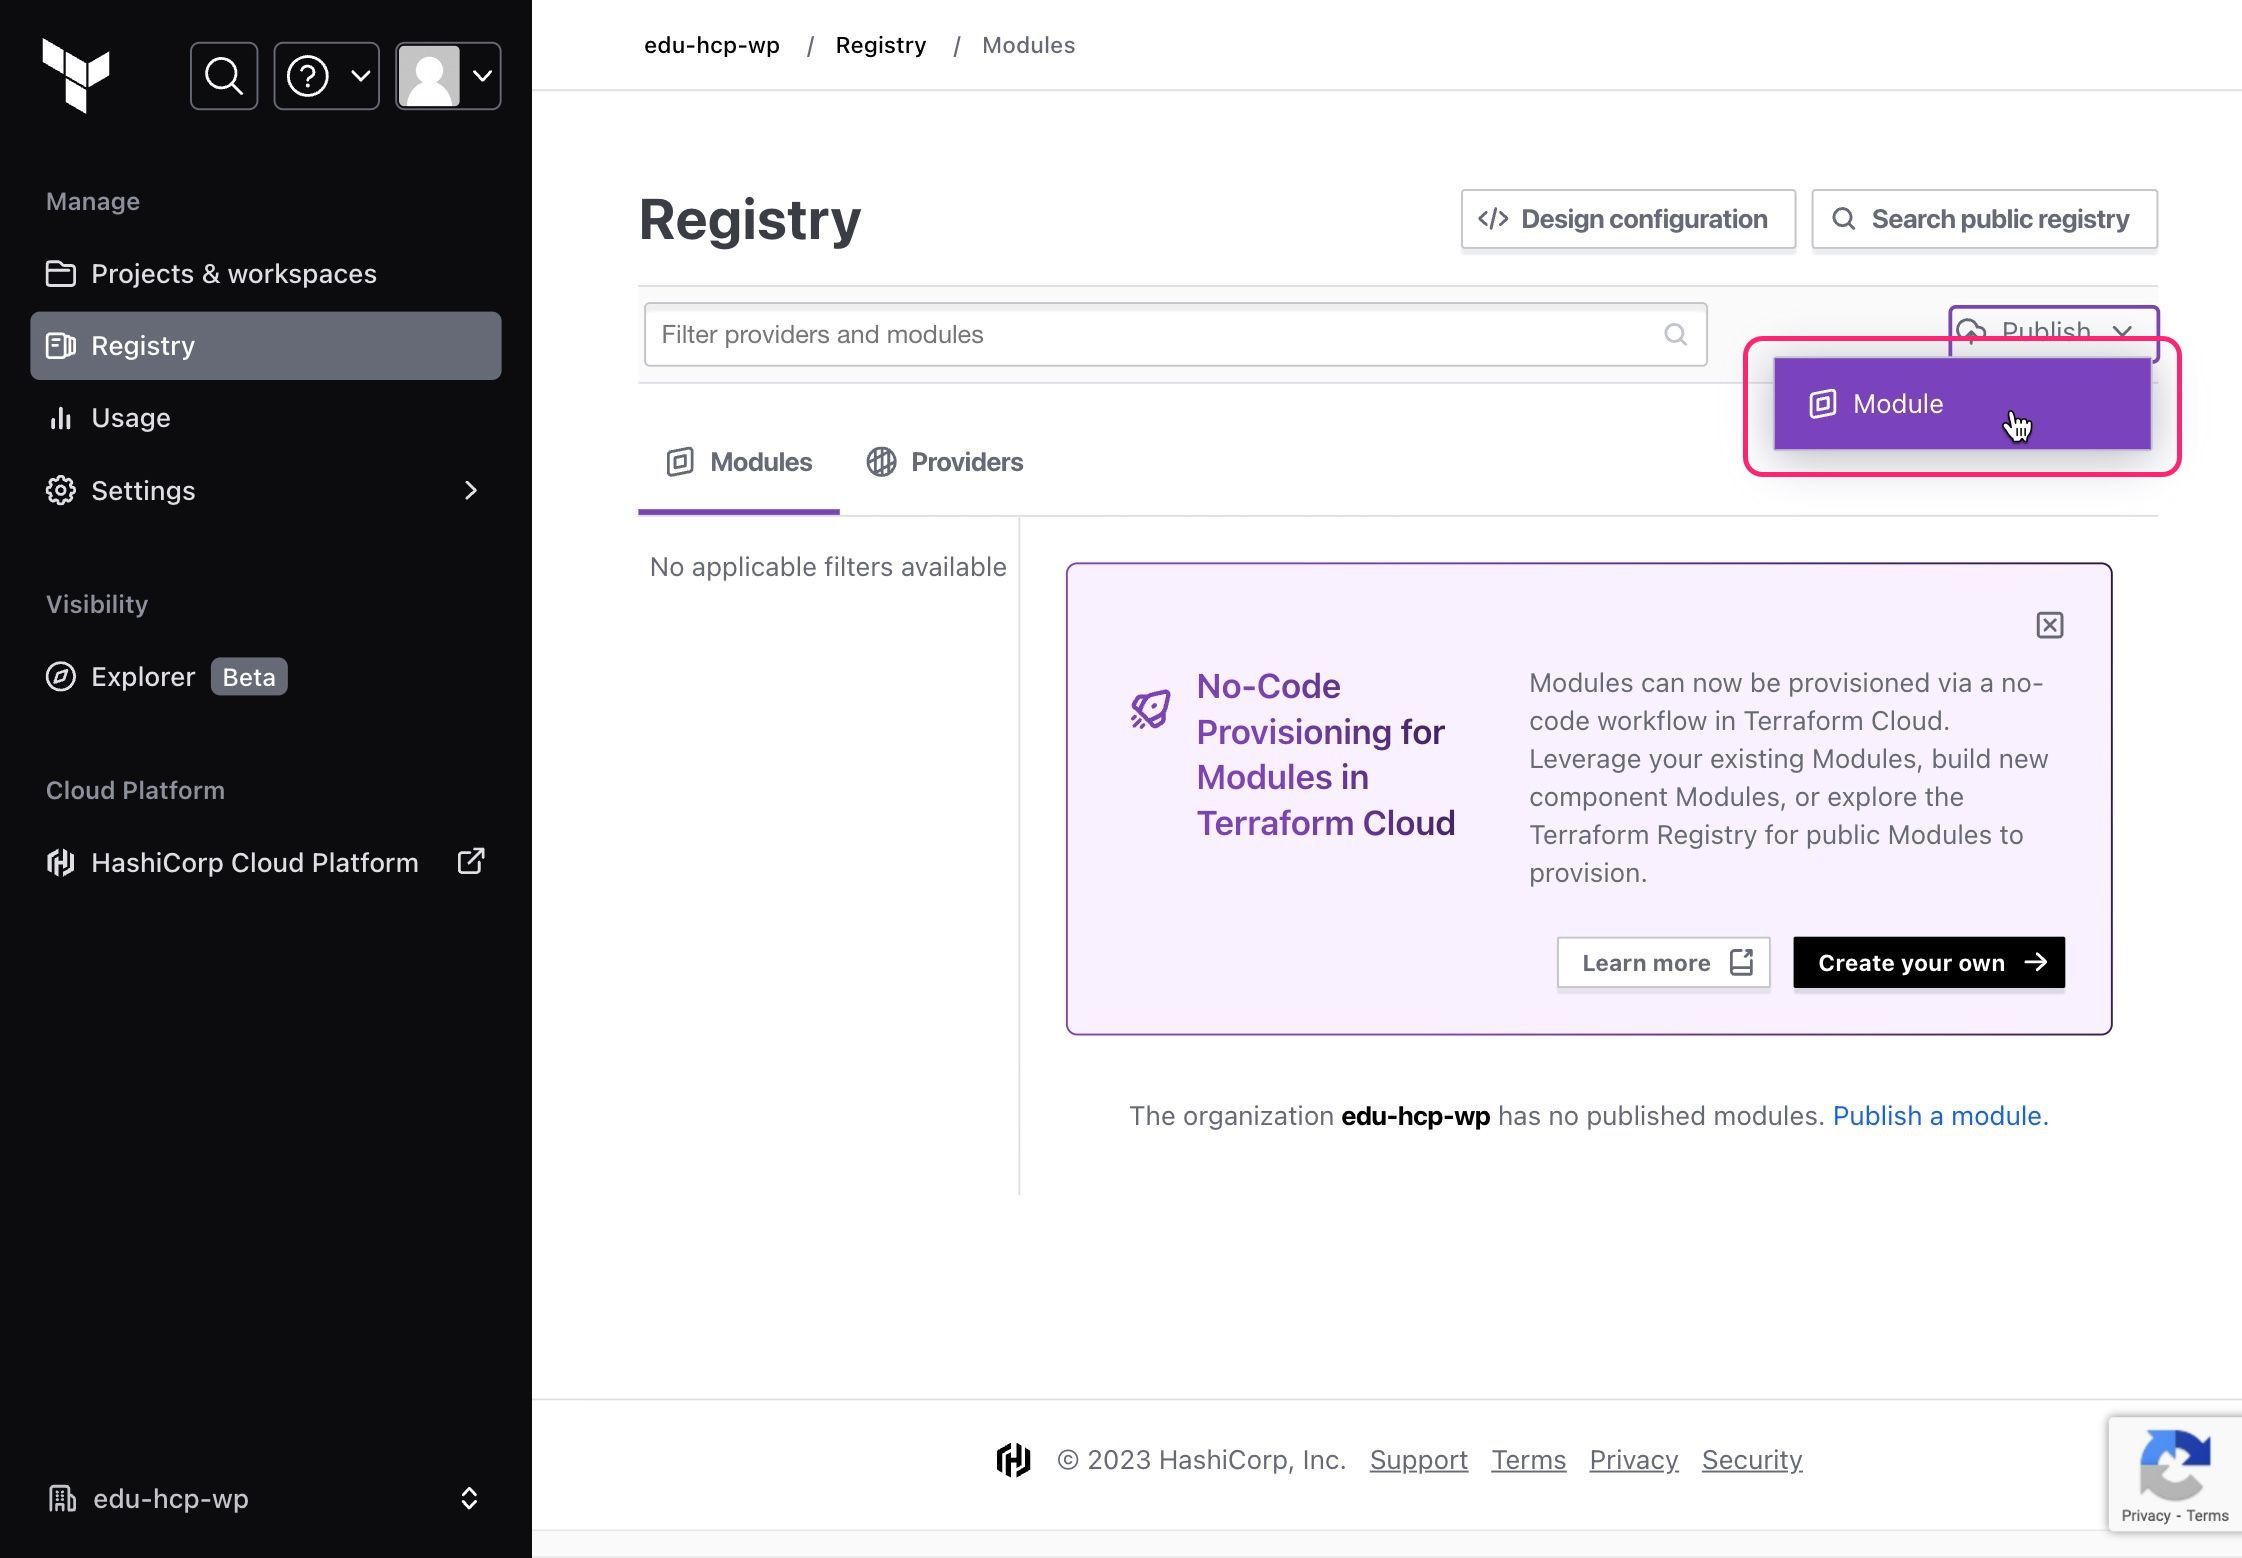 edu-hcp-wp / Registry / Modules
Manage
Projects & workspaces
Registry
Usage
Settings
Visibility
Explorer Beta
Cloud Platform
HashiCorp Cloud Platform
edu-hcp-wp
Registry
Design configuration
Search public registry
Filter providers and modules
Publish
Module
Modules
Providers
No applicable filters available
No-Code
Provisioning for
Modules in
Terraform Cloud
Modules can now be provisioned via a no-
code workflow in Terraform Cloud.
Leverage your existing Modules, build new
component Modules, or explore the
Terraform Registry for public Modules to
provision.
Learn more
Create your own
The organization edu-hcp-wp has no published modules. Publish a module.
© 2023 HashiCorp, Inc. Support Terms Privacy Security
Privacy - Terms